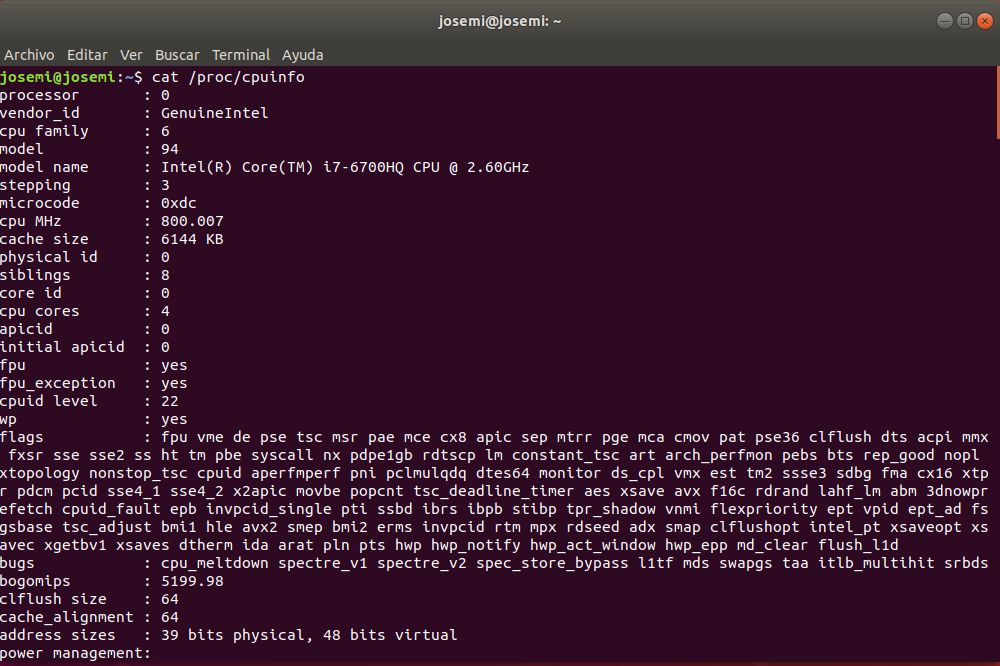 josemi@josemi: ~
Archivo Editar Ver Buscar Terminal Ayuda
josemi@josemi:~$ cat /proc/cpuinfo
processor : 0
vendor_id : GenuineIntel
cpu family : 6
model : 94
model name : Intel(R) Core(TM) i7-6700HQ CPU @ 2.60GHz
stepping : 3
microcode : 0xdc
cpu MHz : 800.007
cache size : 6144 KB
physical id : 0
siblings : 8
core id : 0
cpu cores : 4
apicid : 0
initial apicid : 0
fpu : yes
fpu_exception : yes
cpuid level : 22
wp : yes
flags : fpu vme de pse tsc msr pae mce cx8 apic sep mtrr pge mca cmov pat pse36 clflush dts acpi mmx
fxsr sse sse2 ss ht tm pbe syscall nx pdpe1gb rdtscp lm constant_tsc art arch_perfmon pebs bts rep_good nopl
xtopology nonstop_tsc cpuid aperfmperf pni pclmulqdq dtes64 monitor ds_cpl vmx est tm2 ssse3 sdbg fma cx16 xtp
r pdcm pcid sse4_1 sse4_2 x2apic movbe popcnt tsc_deadline_timer aes xsave avx f16c rdrand lahf_lm abm 3dnowpr
efetch cpuid_fault epb invpcid_single pti ssbd ibrs ibpb stibp tpr_shadow vnmi flexpriority ept vpid ept_ad fs
gsbase tsc_adjust bmi1 hle avx2 smep bmi2 erms invpcid rtm mpx rdseed adx smap clflushopt intel_pt xsaveopt xs
avec xgetbv1 xsaves dtherm ida arat pln pts hwp hwp_notify hwp_act_window hwp_epp md_clear flush_l1d
bugs : cpu_meltdown spectre_v1 spectre_v2 spec_store_bypass l1tf mds swapgs taa itlb_multihit srbds
bogomips : 5199.98
clflush size : 64
cache_alignment : 64
address sizes : 39 bits physical, 48 bits virtual
power management: